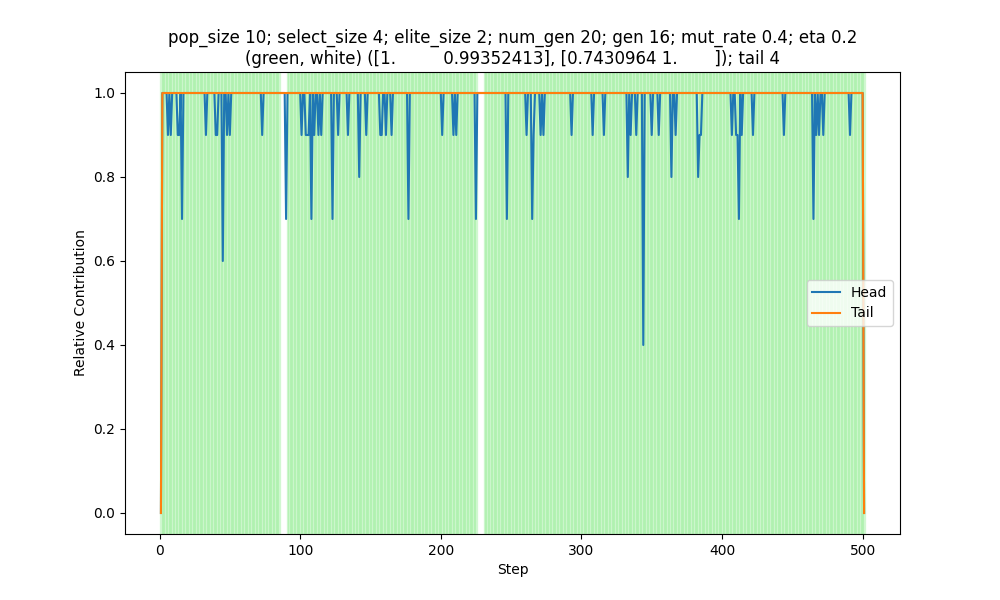 pop_size 10; select_size 4; elite_size 2; num_gen 20; gen 16; mut_rate 0.4; eta 0.2
(green, white) ([1.         0.99352413], [0.7430964 1.       ]); tail 4
1.0
0.8
0.6
0.4
0.2
0.0
Relative Contribution
Head
Tail
0 100 200 300 400 500
Step